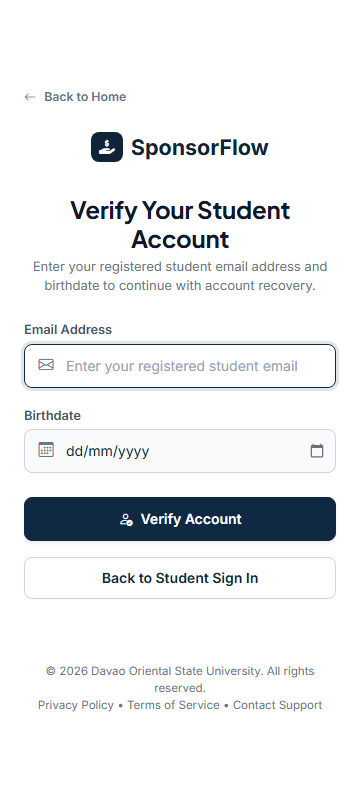 Back to Home
SponsorFlow
Verify Your Student
Account
Enter your registered student email address and
birthdate to continue with account recovery.
Email Address
Enter your registered student email
Birthdate
dd/mm/yyyy
Verify Account
Back to Student Sign In
© 2026 Davao Oriental State University. All rights
reserved.
Privacy Policy • Terms of Service • Contact Support